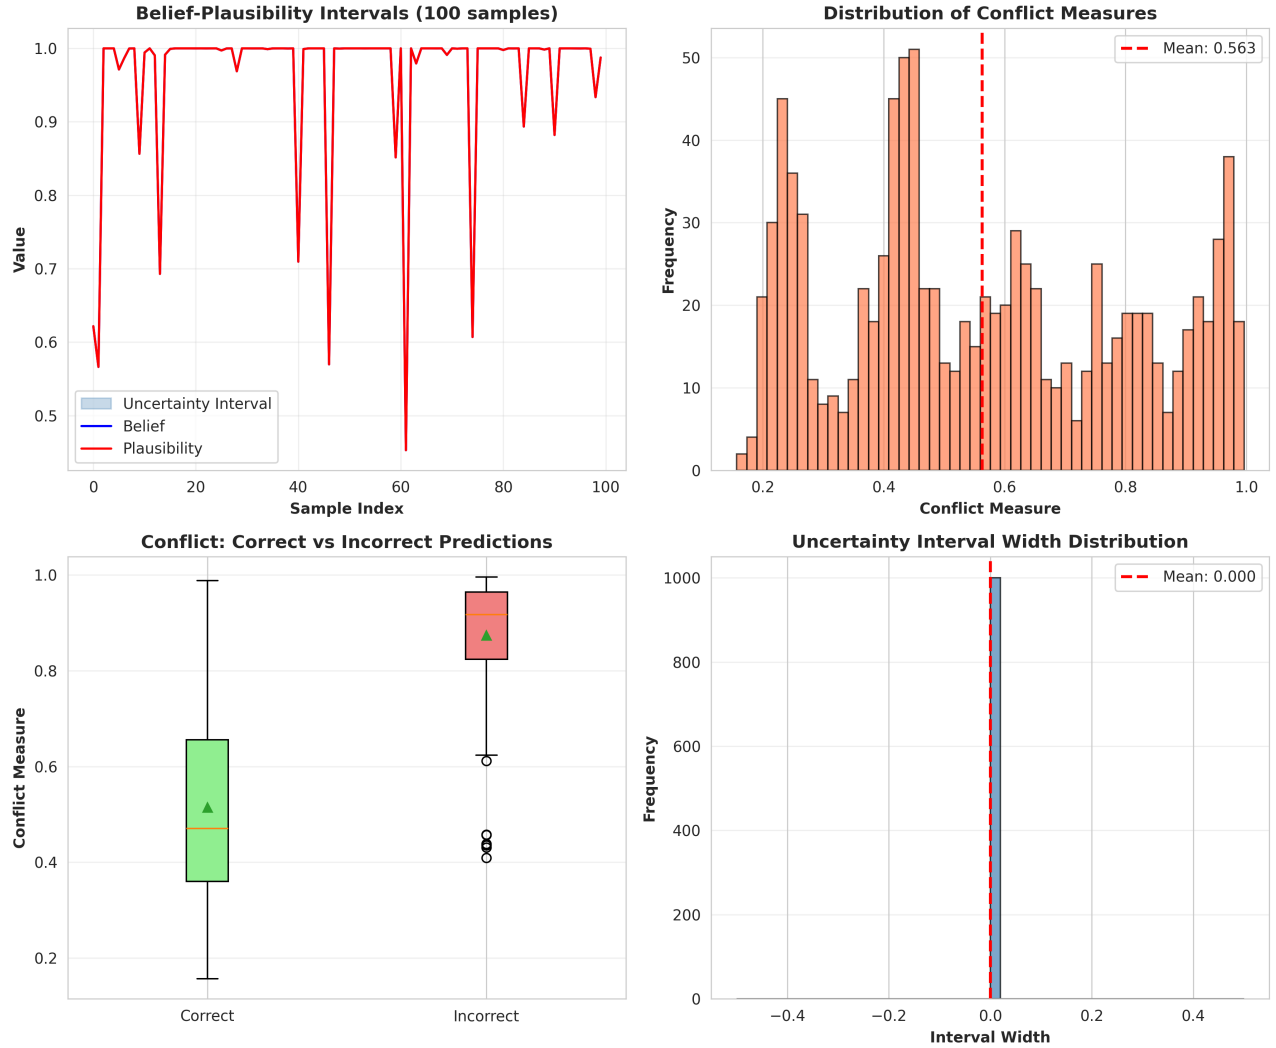 Belief-Plausibility Intervals (100 samples)
Value
1.0
0.9
0.8
0.7
0.6
0.5
Uncertainty Interval
Belief
Plausibility
0 20 40 60 80 100
Sample Index
Distribution of Conflict Measures
Frequency
50
40
30
20
10
0
Mean: 0.563
0.2 0.4 0.6 0.8 1.0
Conflict Measure
Conflict: Correct vs Incorrect Predictions
Conflict Measure
1.0
0.8
0.6
0.4
0.2
Correct Incorrect
Uncertainty Interval Width Distribution
Frequency
1000
800
600
400
200
0
Mean: 0.000
−0.4 −0.2 0.0 0.2 0.4
Interval Width